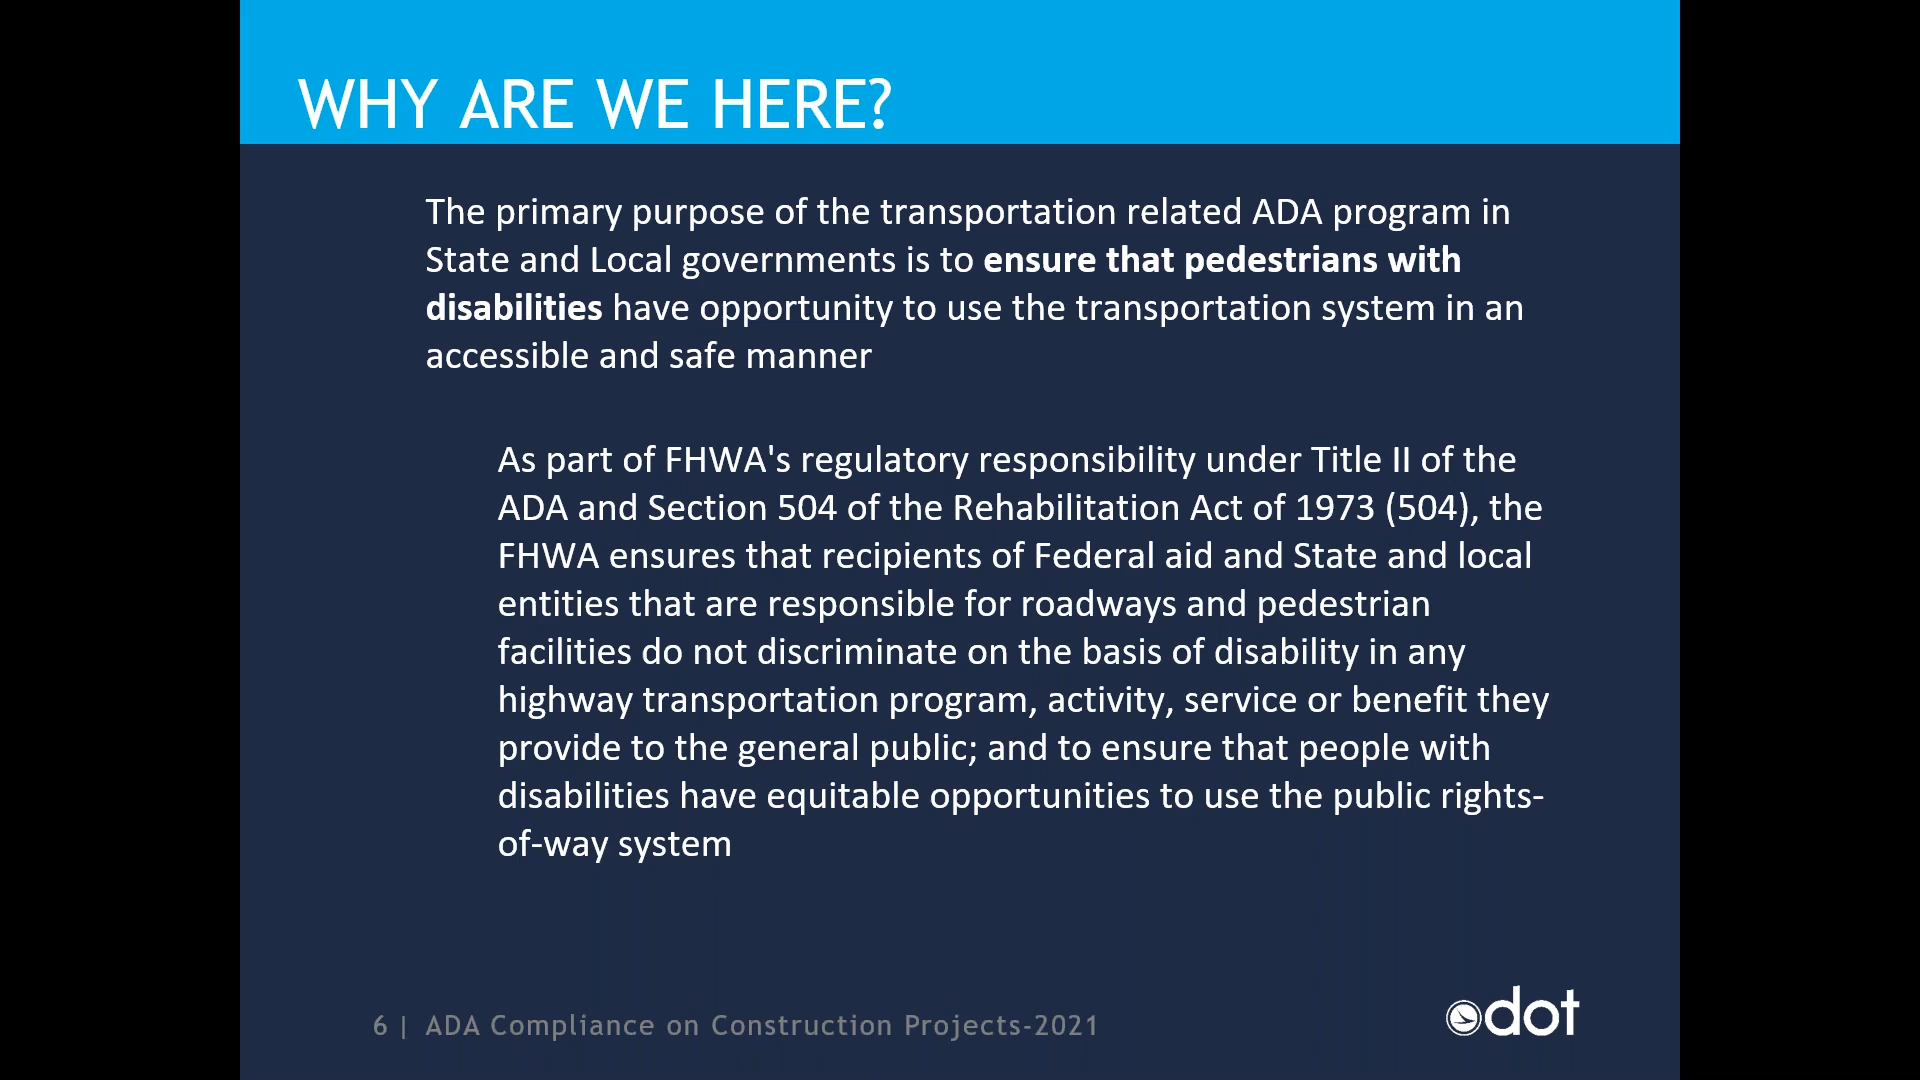 WHY ARE WE HERE?
The primary purpose of the transportation related ADA program in
State and Local governments is to ensure that pedestrians with
disabilities have opportunity to use the transportation system in an
accessible and safe manner
As part of FHWA's regulatory responsibility under Title II of the
ADA and Section 504 of the Rehabilitation Act of 1973 (504), the
FHWA ensures that recipients of Federal aid and State and local
entities that are responsible for roadways and pedestrian
facilities do not discriminate on the basis of disability in any
highway transportation program, activity, service or benefit they
provide to the general public; and to ensure that people with
disabilities have equitable opportunities to use the public rights-
of-way system
6 | ADA Compliance on Construction Projects-2021
odot